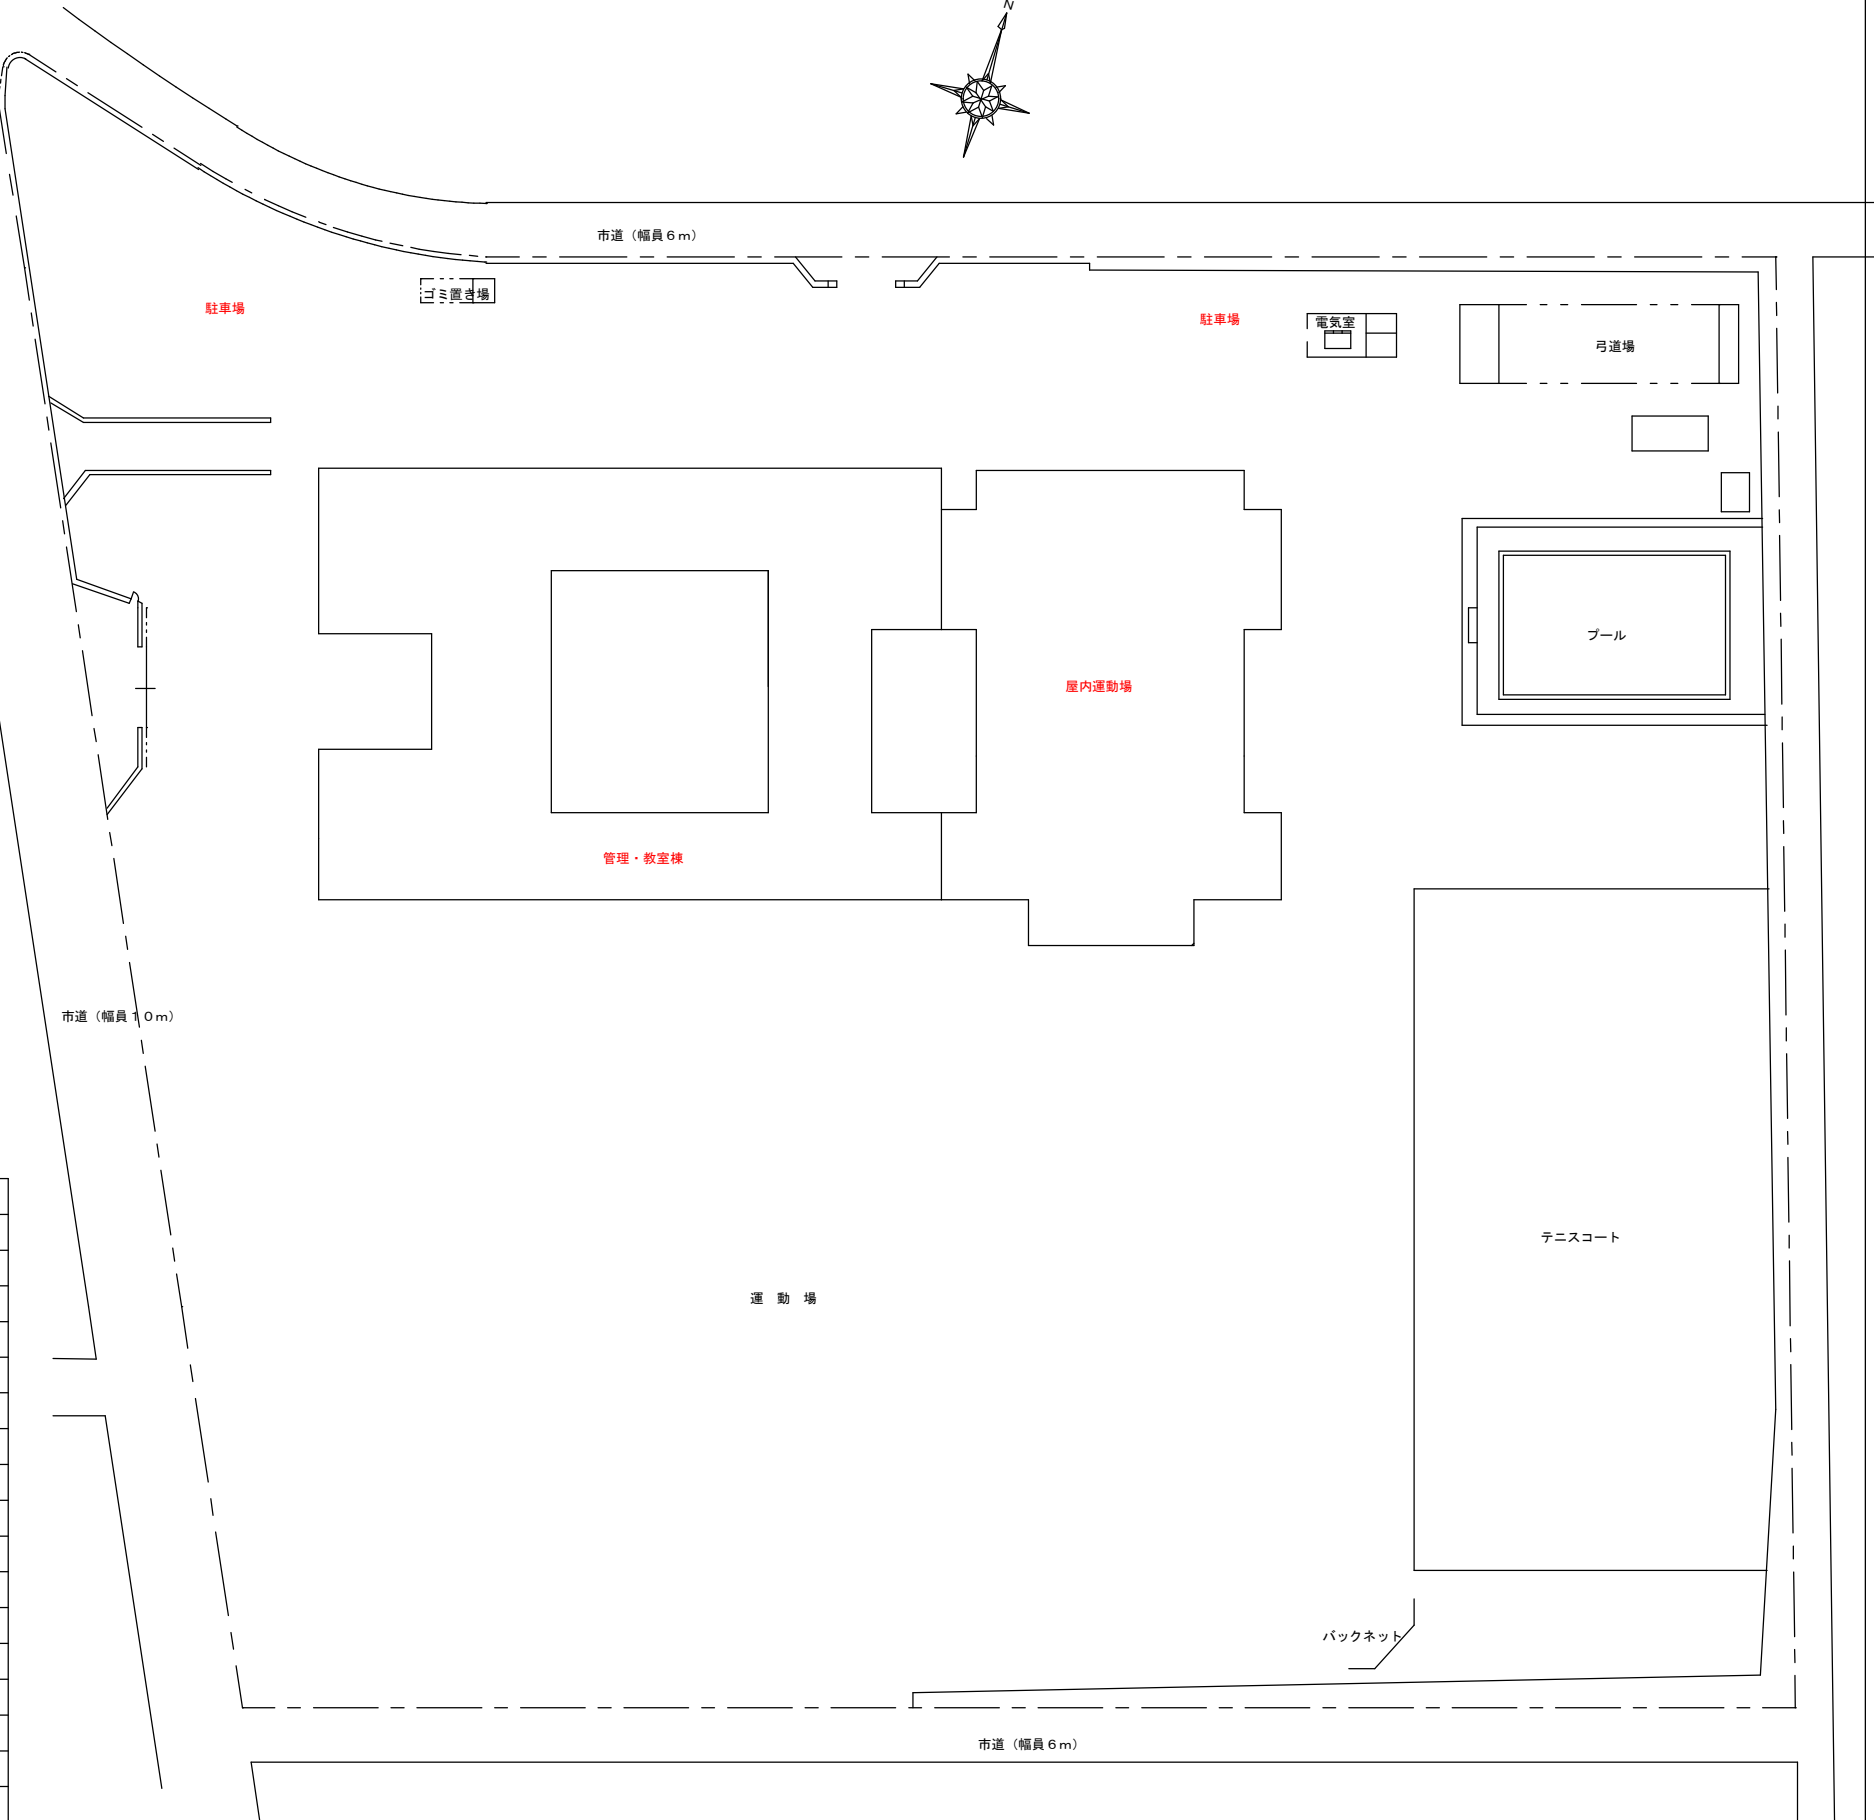 N
市道（幅員６ｍ）
ゴミ置き場
駐車場
駐車場
電気室
弓道場
プール
屋内運動場
管理・教室棟
市道（幅員１０ｍ）
テニスコート
運　動　場
バックネット
市道（幅員６ｍ）